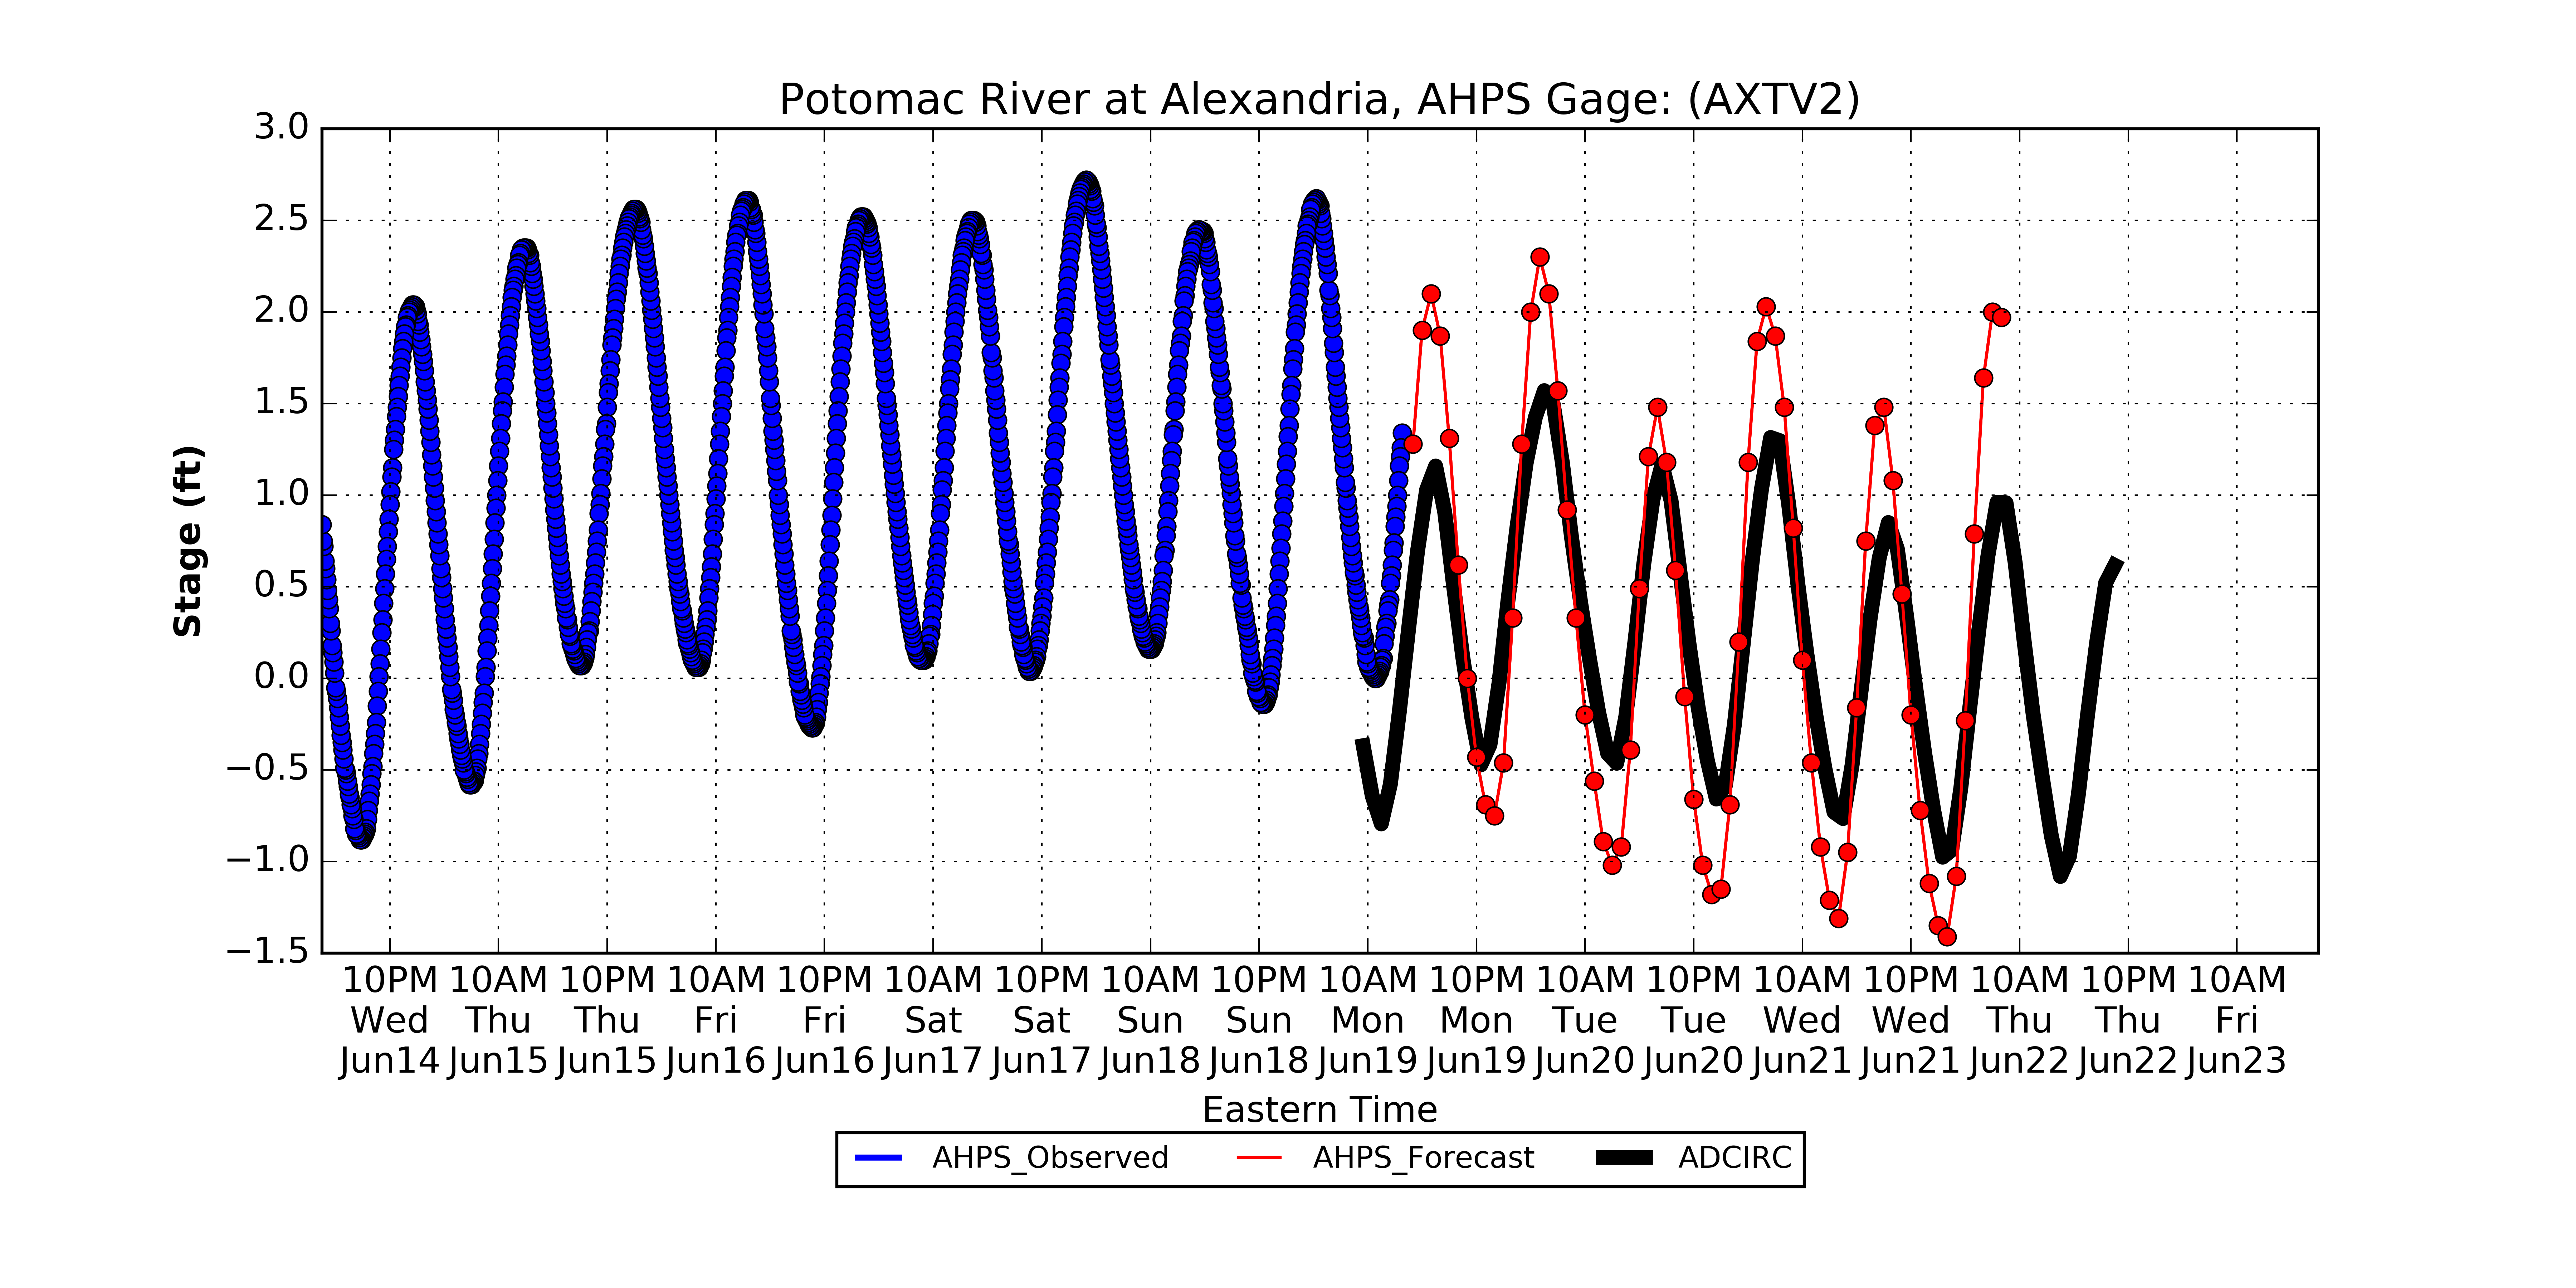 Potomac River at Alexandria, AHPS Gage: (AXTV2)
3.0
2.5
2.0
1.5
1.0
0.5
0.0
−0.5
−1.0
−1.5
Stage (ft)
10PM 10AM 10PM 10AM 10PM 10AM 10PM 10AM 10PM 10AM 10PM 10AM 10PM 10AM 10PM 10AM 10PM 10AM
Wed Thu Thu Fri Fri Sat Sat Sun Sun Mon Mon Tue Tue Wed Wed Thu Thu Fri
Jun14 Jun15 Jun15 Jun16 Jun16 Jun17 Jun17 Jun18 Jun18 Jun19 Jun19 Jun20 Jun20 Jun21 Jun21 Jun22 Jun22 Jun23
Eastern Time
AHPS_Observed AHPS_Forecast ADCIRC